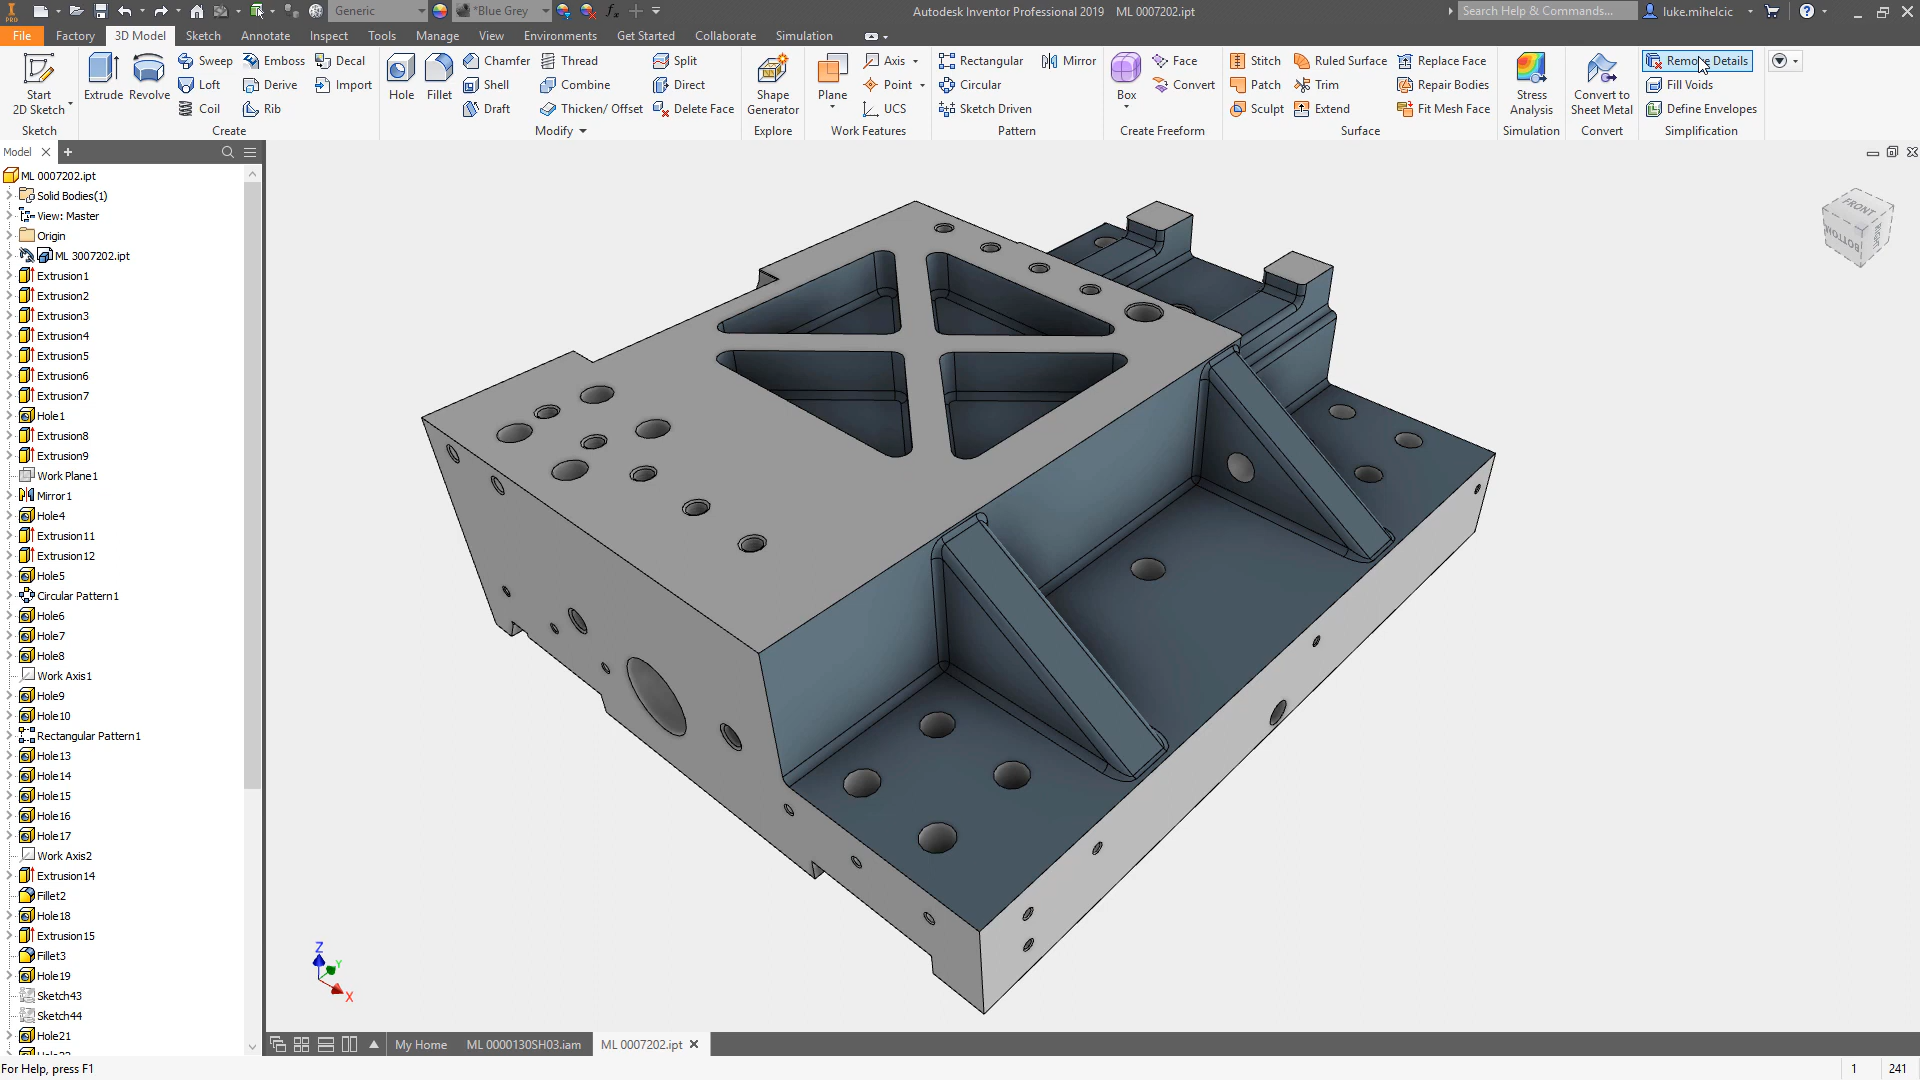 PRO
Generic
*Blue Grey
fx
Autodesk Inventor Professional 2019 ML 0007202.ipt
Search Help & Commands...
luke.mihelcic
File Factory 3D Model Sketch Annotate Inspect Tools Manage View Environments Get Started Collaborate Simulation
Start
2D Sketch
Sketch
Extrude
Revolve
Sweep
Loft
Coil
Emboss
Derive
Rib
Decal
Import
Create
Hole
Fillet
Chamfer
Shell
Draft
Thread
Combine
Thicken/ Offset
Split
Direct
Delete Face
Modify
Shape
Generator
Explore
Plane
Axis
Point
UCS
Work Features
Rectangular
Circular
Sketch Driven
Mirror
Pattern
Box
Face
Convert
Create Freeform
Stitch
Patch
Sculpt
Ruled Surface
Trim
Extend
Replace Face
Repair Bodies
Fit Mesh Face
Surface
Stress
Analysis
Simulation
Convert to
Sheet Metal
Convert
Details
Fill Voids
Define Envelopes
Simplification
Model
ML 0007202.ipt
Solid Bodies(1)
View: Master
Origin
ML 3007202.ipt
Extrusion1
Extrusion2
Extrusion3
Extrusion4
Extrusion5
Extrusion6
Extrusion7
Hole1
Extrusion8
Extrusion9
Work Plane1
Mirror1
Hole4
Extrusion11
Extrusion12
Hole5
Circular Pattern1
Hole6
Hole7
Hole8
Work Axis1
Hole9
Hole10
Rectangular Pattern1
Hole13
Hole14
Hole15
Hole16
Hole17
Work Axis2
Extrusion14
Fillet2
Hole18
Extrusion15
Fillet3
Hole19
Sketch43
Sketch44
Hole21
FRONT
BOTTOM
Z
Y
X
My Home ML 0000130SH03.iam ML 0007202.ipt
For Help, press F1
1 241